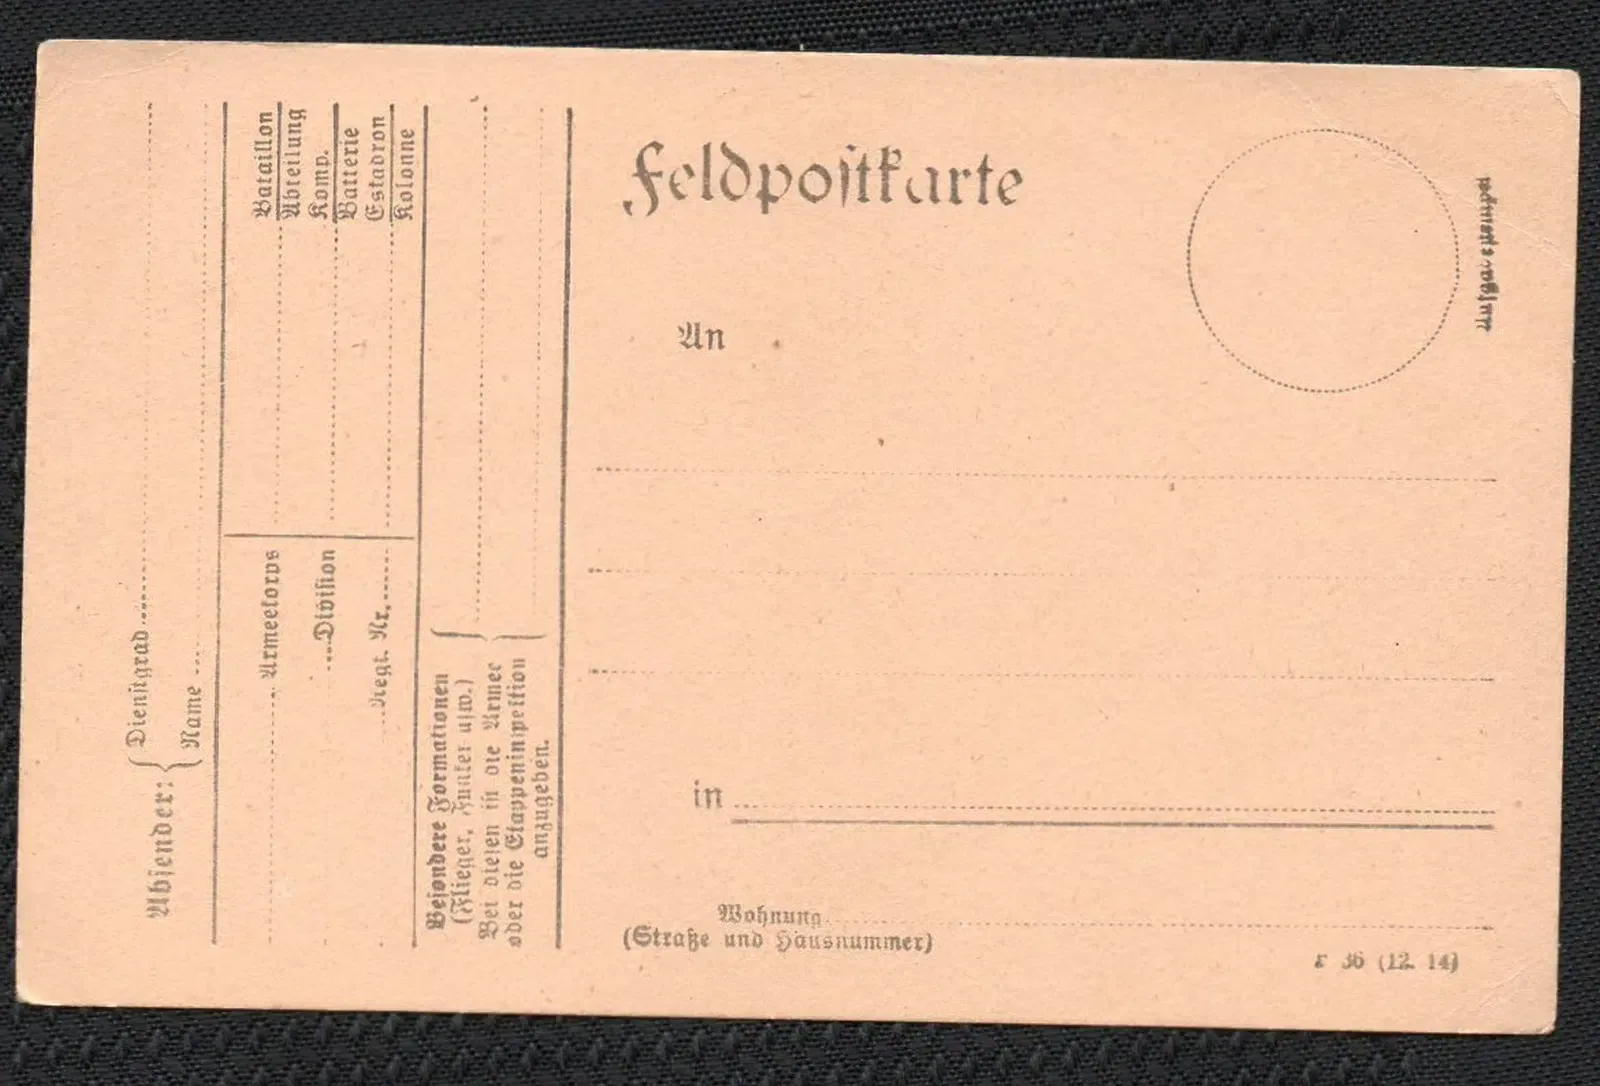 Feldpostkarte
An
in
Wohnung
(Straße und Hausnummer)
F 36 (12. 14)
Absender:
Dienstgrad
Name
Armeekorps
Division
Regt. Nr.
Bataillon
Abteilung
Komp.
Batterie
Eskadron
Kolonne
Besondere Formationen
(Flieger, Funker usw.)
Bei diesen ist die Armee
oder die Etappeninspektion
anzugeben.